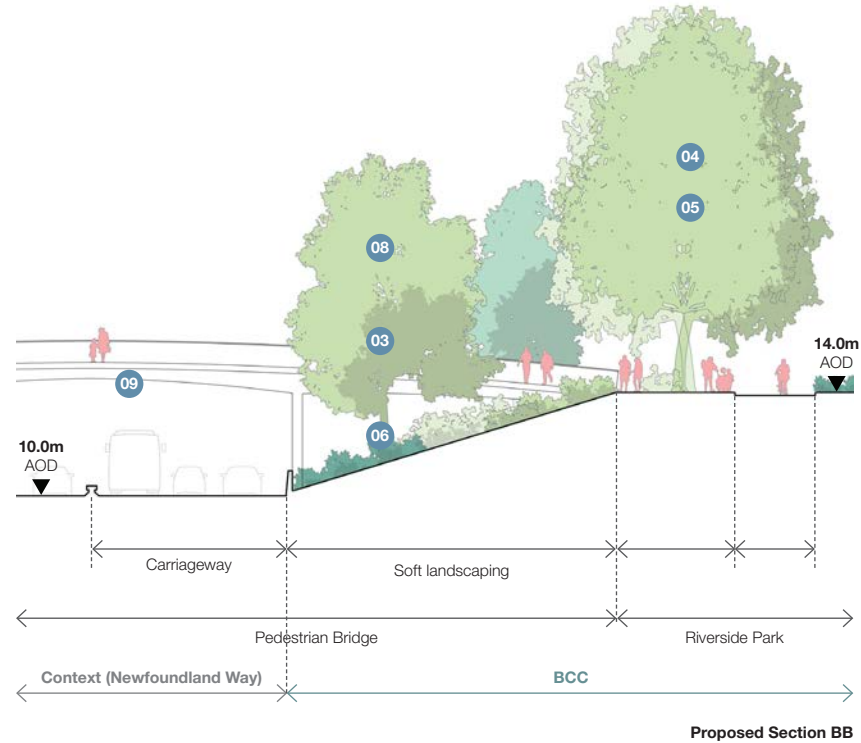 04
05
08
03
14.0m
AOD
09
06
10.0m
AOD
Carriageway
Soft landscaping
Pedestrian Bridge
Riverside Park
Context (Newfoundland Way)
BCC
Proposed Section BB